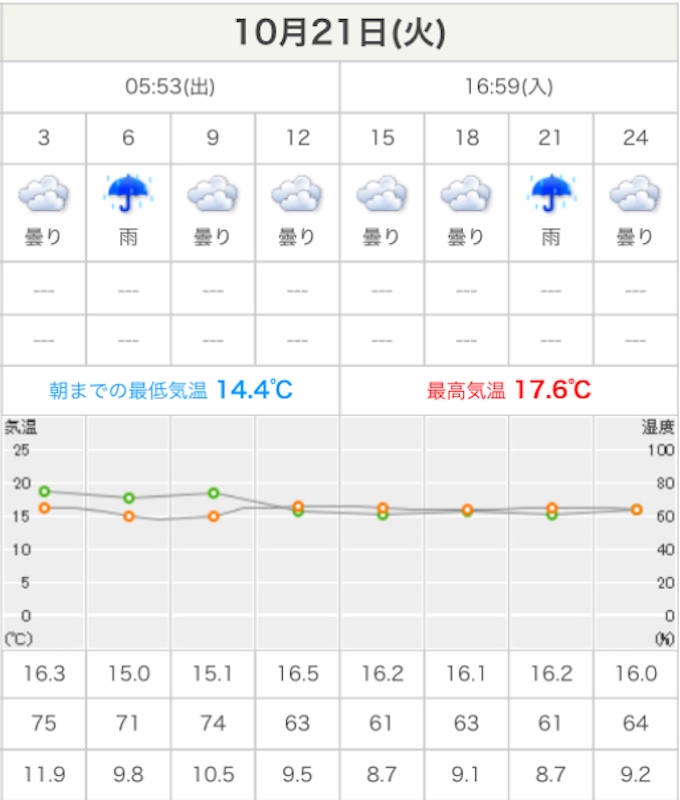 10月21日(火)
05:53(出) 16:59(入)
3 6 9 12 15 18 21 24
曇り 雨 曇り 曇り 曇り 曇り 雨 曇り
--- --- --- --- --- --- --- ---
--- --- --- --- --- --- --- ---
朝までの最低気温 14.4℃ 最高気温 17.6℃
気温 湿度
25 100
20 80
15 60
10 40
5 20
0 0
(℃) (%)
16.3 15.0 15.1 16.5 16.2 16.1 16.2 16.0
75 71 74 63 61 63 61 64
11.9 9.8 10.5 9.5 8.7 9.1 8.7 9.2